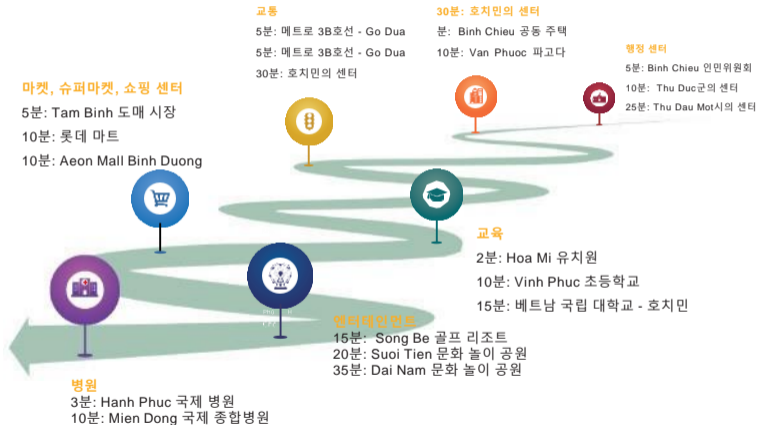 교통
5분: 메트로 3B호선 - Go Dua
5분: 메트로 3B호선 - Go Dua
30분: 호치민의 센터
30분: 호치민의 센터
분: Binh Chieu 공동 주택
10분: Van Phuoc 파고다
행정 센터
5분: Binh Chieu 인민위원회
10분: Thu Duc군의 센터
25분: Thu Dau Mot시의 센터
마켓, 슈퍼마켓, 쇼핑 센터
5분: Tam Binh 도매 시장
10분: 롯데 마트
10분: Aeon Mall Binh Duong
교육
2분: Hoa Mi 유치원
10분: Vinh Phuc 초등학교
15분: 베트남 국립 대학교 - 호치민
15분: Song Be 골프 리조트
20분: Suoi Tien 문화 놀이 공원
35분: Dai Nam 문화 놀이 공원
병원
3분: Hanh Phuc 국제 병원
10분: Mien Dong 국제 종합병원